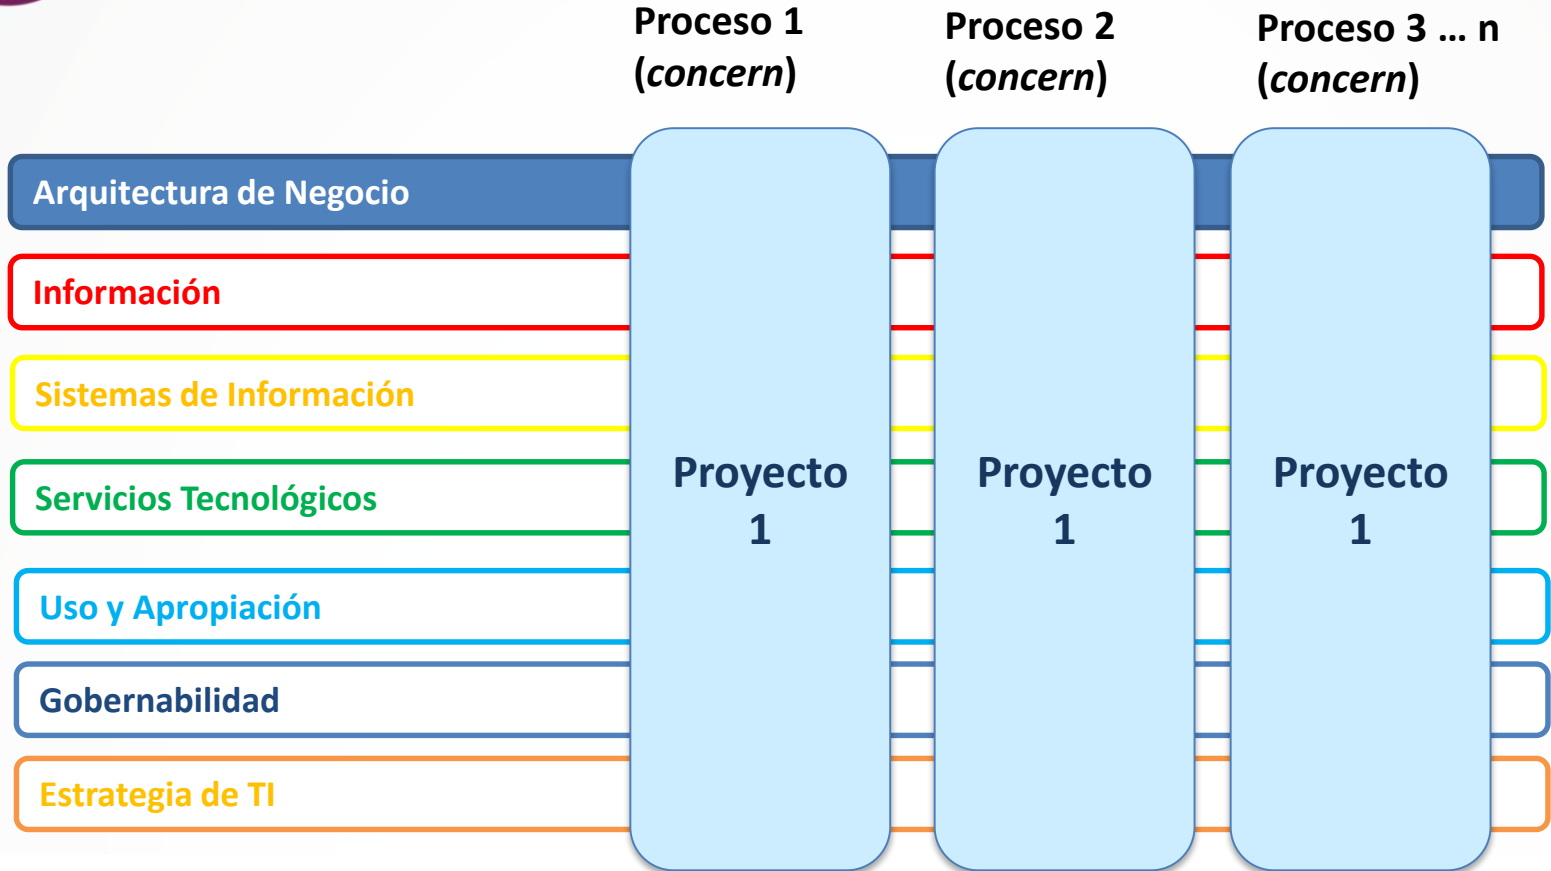 Proceso 1
(concern)
Proceso 2
(concern)
Proceso 3 ... n
(concern)
Arquitectura de Negocio
Información
Sistemas de Información
Servicios Tecnológicos
Uso y Apropiación
Gobernabilidad
Estrategia de TI
Proyecto
1
Proyecto
1
Proyecto
1